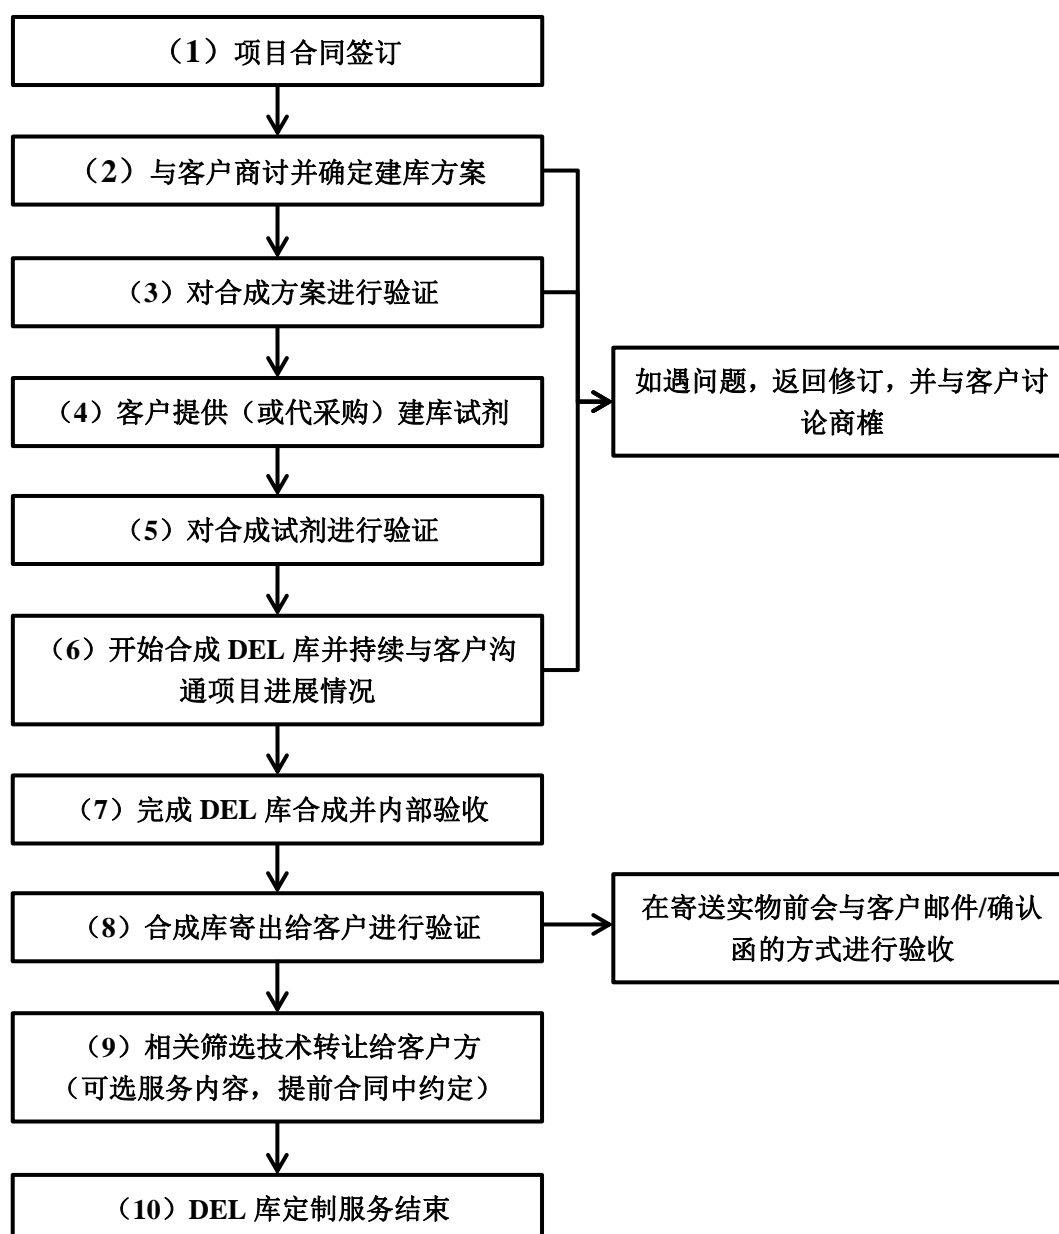 （1）项目合同签订
（2）与客户商讨并确定建库方案
（3）对合成方案进行验证
（4）客户提供（或代采购）建库试剂
如遇问题，返回修订，并与客户讨
论商榷
（5）对合成试剂进行验证
（6）开始合成 DEL 库并持续与客户沟
通项目进展情况
（7）完成 DEL 库合成并内部验收
（8）合成库寄出给客户进行验证
在寄送实物前会与客户邮件/确认
函的方式进行验收
（9）相关筛选技术转让给客户方
（可选服务内容，提前合同中约定）
（10）DEL 库定制服务结束